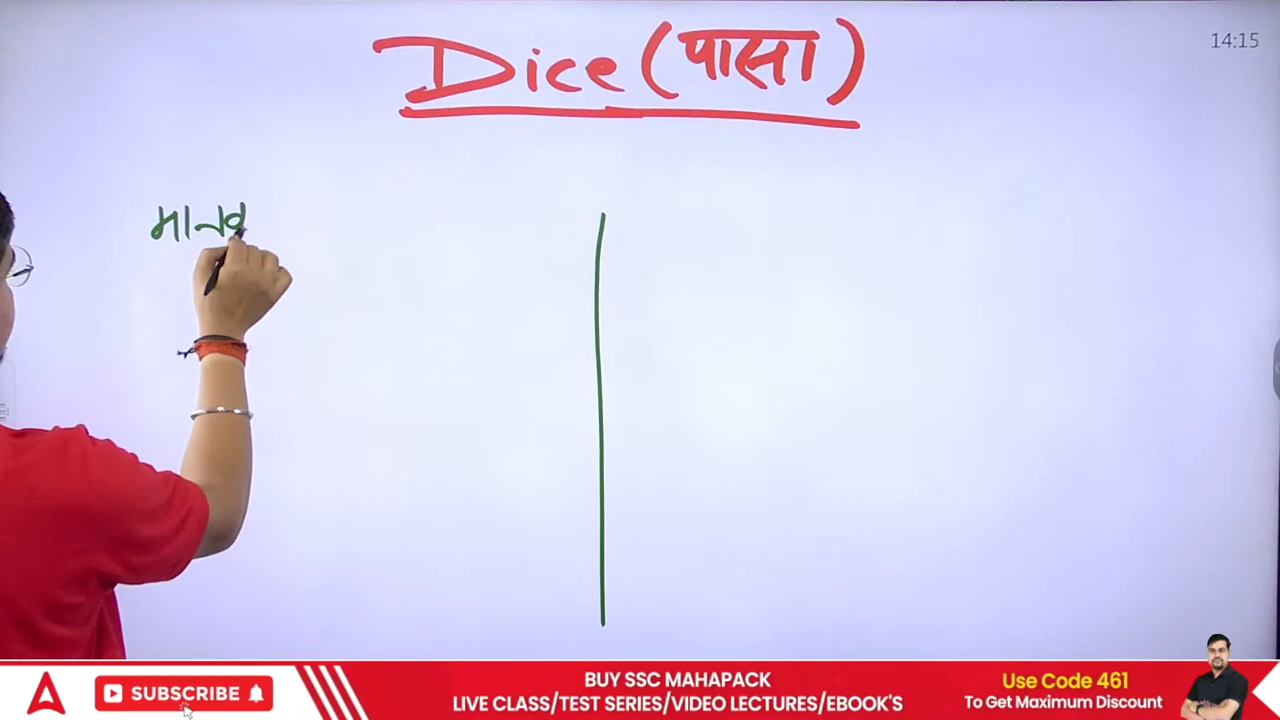 Dice (पासा)
14:15
मानव
SUBSCRIBE
BUY SSC MAHAPACK
LIVE CLASS/TEST SERIES/VIDEO LECTURES/EBOOK'S
Use Code 461
To Get Maximum Discount